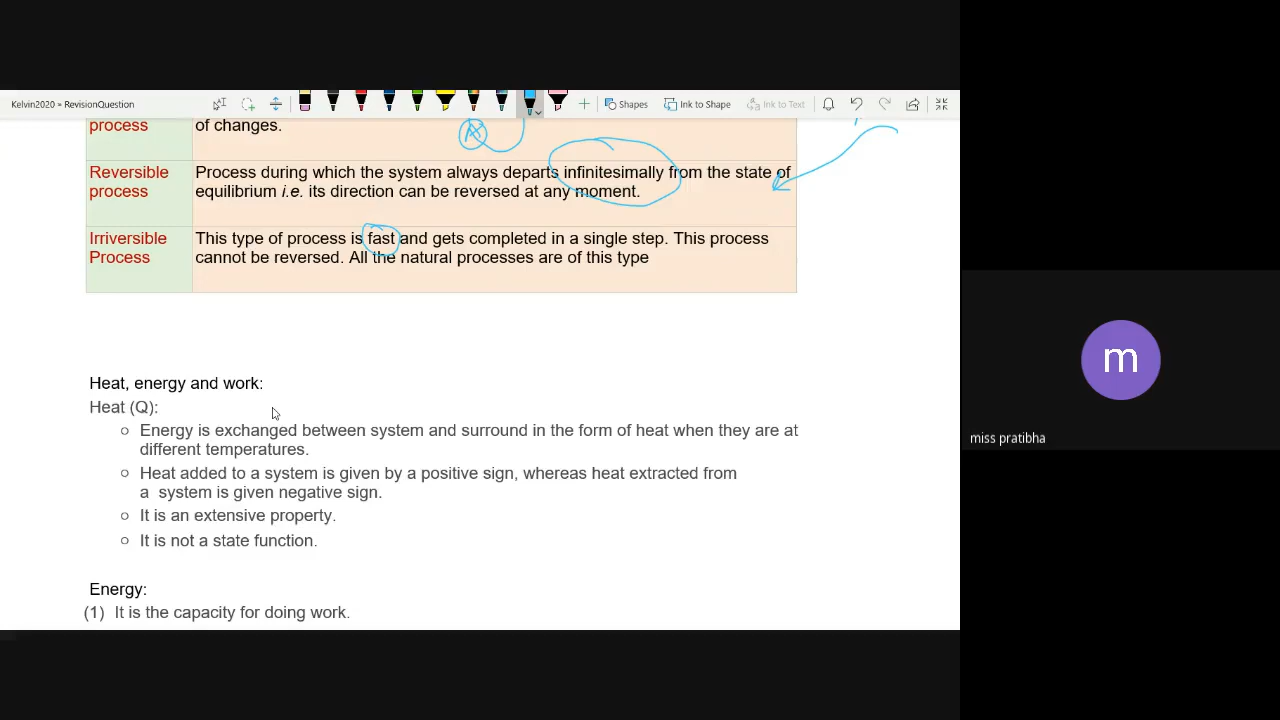 Kelvin2020 » RevisionQuestion
Shapes
Ink to Shape
Ink to Text
process
of changes.
Reversible
process
Process during which the system always departs infinitesimally from the state of
equilibrium i.e. its direction can be reversed at any moment.
Irriversible
Process
This type of process is fast and gets completed in a single step. This process
cannot be reversed. All the natural processes are of this type
Heat, energy and work:
Heat (Q):
Energy is exchanged between system and surround in the form of heat when they are at
different temperatures.
Heat added to a system is given by a positive sign, whereas heat extracted from
a system is given negative sign.
It is an extensive property.
It is not a state function.
Energy:
(1) It is the capacity for doing work.
m
miss pratibha